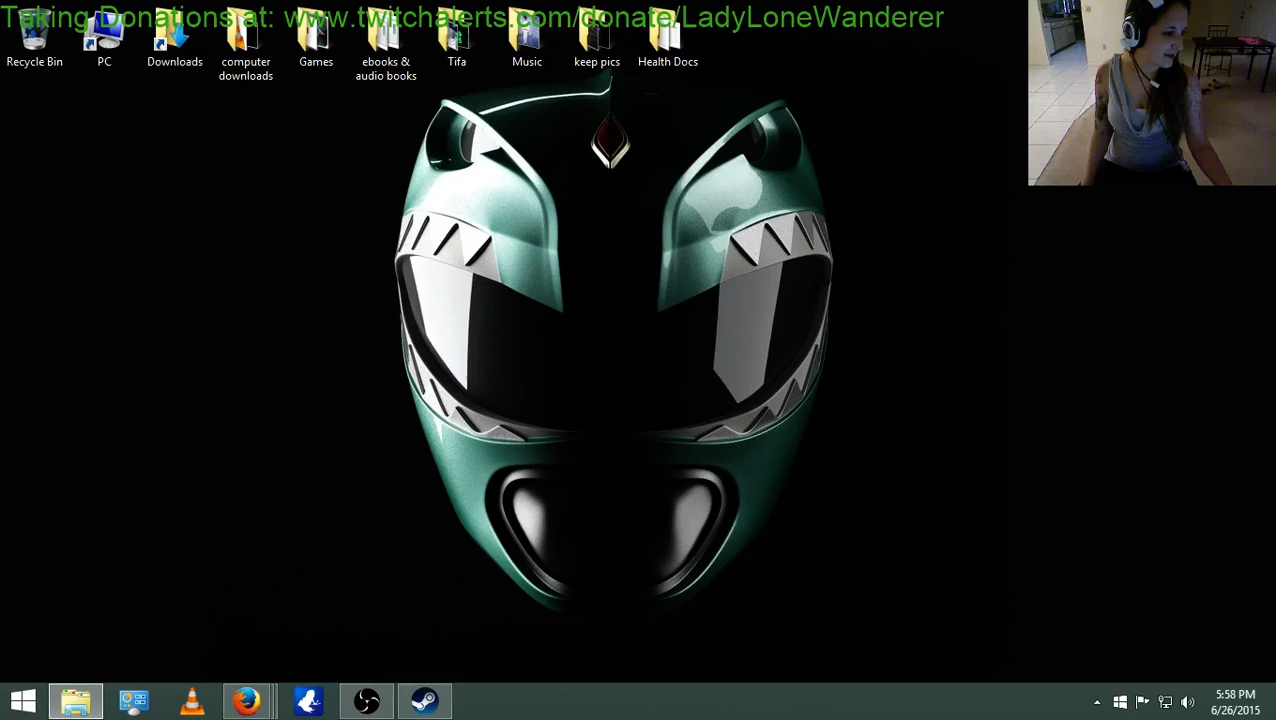 Taking Donations at: www.twitchalerts.com/donate/LadyLoneWanderer
Recycle Bin
PC
Downloads
computer
downloads
Games
ebooks &
audio books
Tifa
Music
keep pics
Health Docs
5:58 PM
6/26/2015